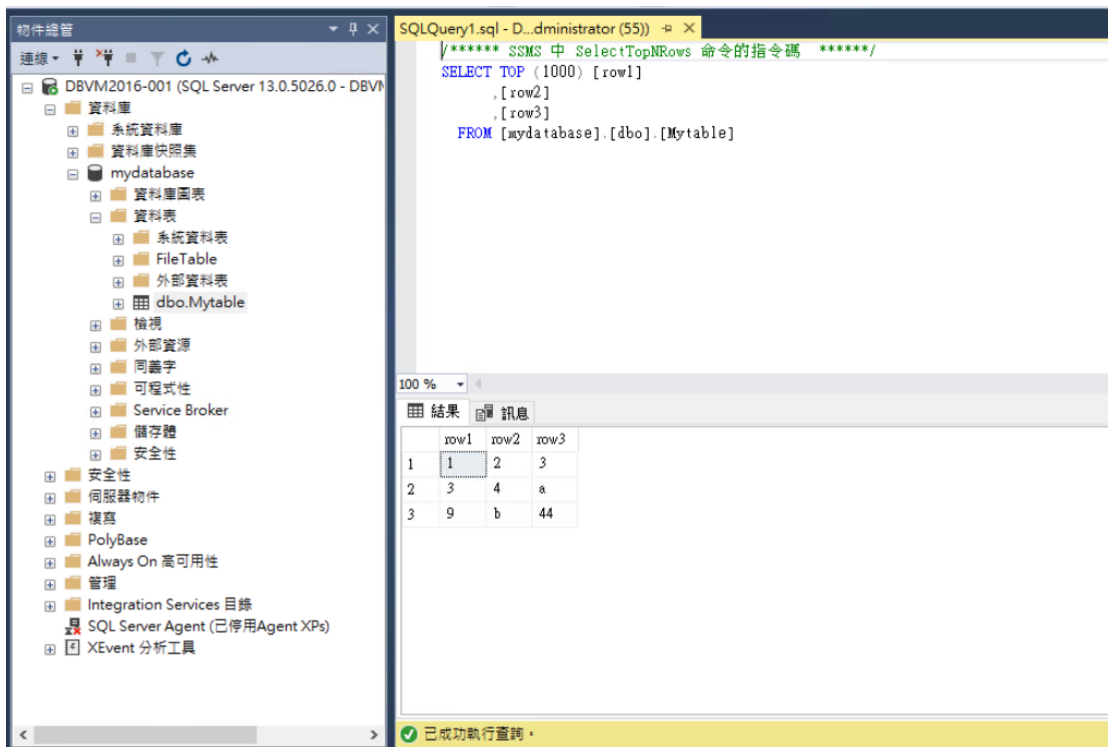 物件總管
連線
DBVM2016-001 (SQL Server 13.0.5026.0 - DBVM
資料庫
系統資料庫
資料庫快照集
mydatabase
資料庫圖表
資料表
系統資料表
FileTable
外部資料表
dbo.Mytable
檢視
外部資源
同義字
可程式性
Service Broker
儲存體
安全性
安全性
伺服器物件
複寫
PolyBase
Always On 高可用性
管理
Integration Services 目錄
SQL Server Agent (已停用Agent XPs)
XEvent 分析工具
SQLQuery1.sql - D...dministrator (55))
/****** SSMS 中 SelectTopNRows 命令的指令碼  ******/
SELECT TOP (1000) [row1]
,[row2]
,[row3]
FROM [mydatabase].[dbo].[Mytable]
100 %
結果 訊息
row1 row2 row3
1 1 2 3
2 3 4 a
3 9 b 44
已成功執行查詢。